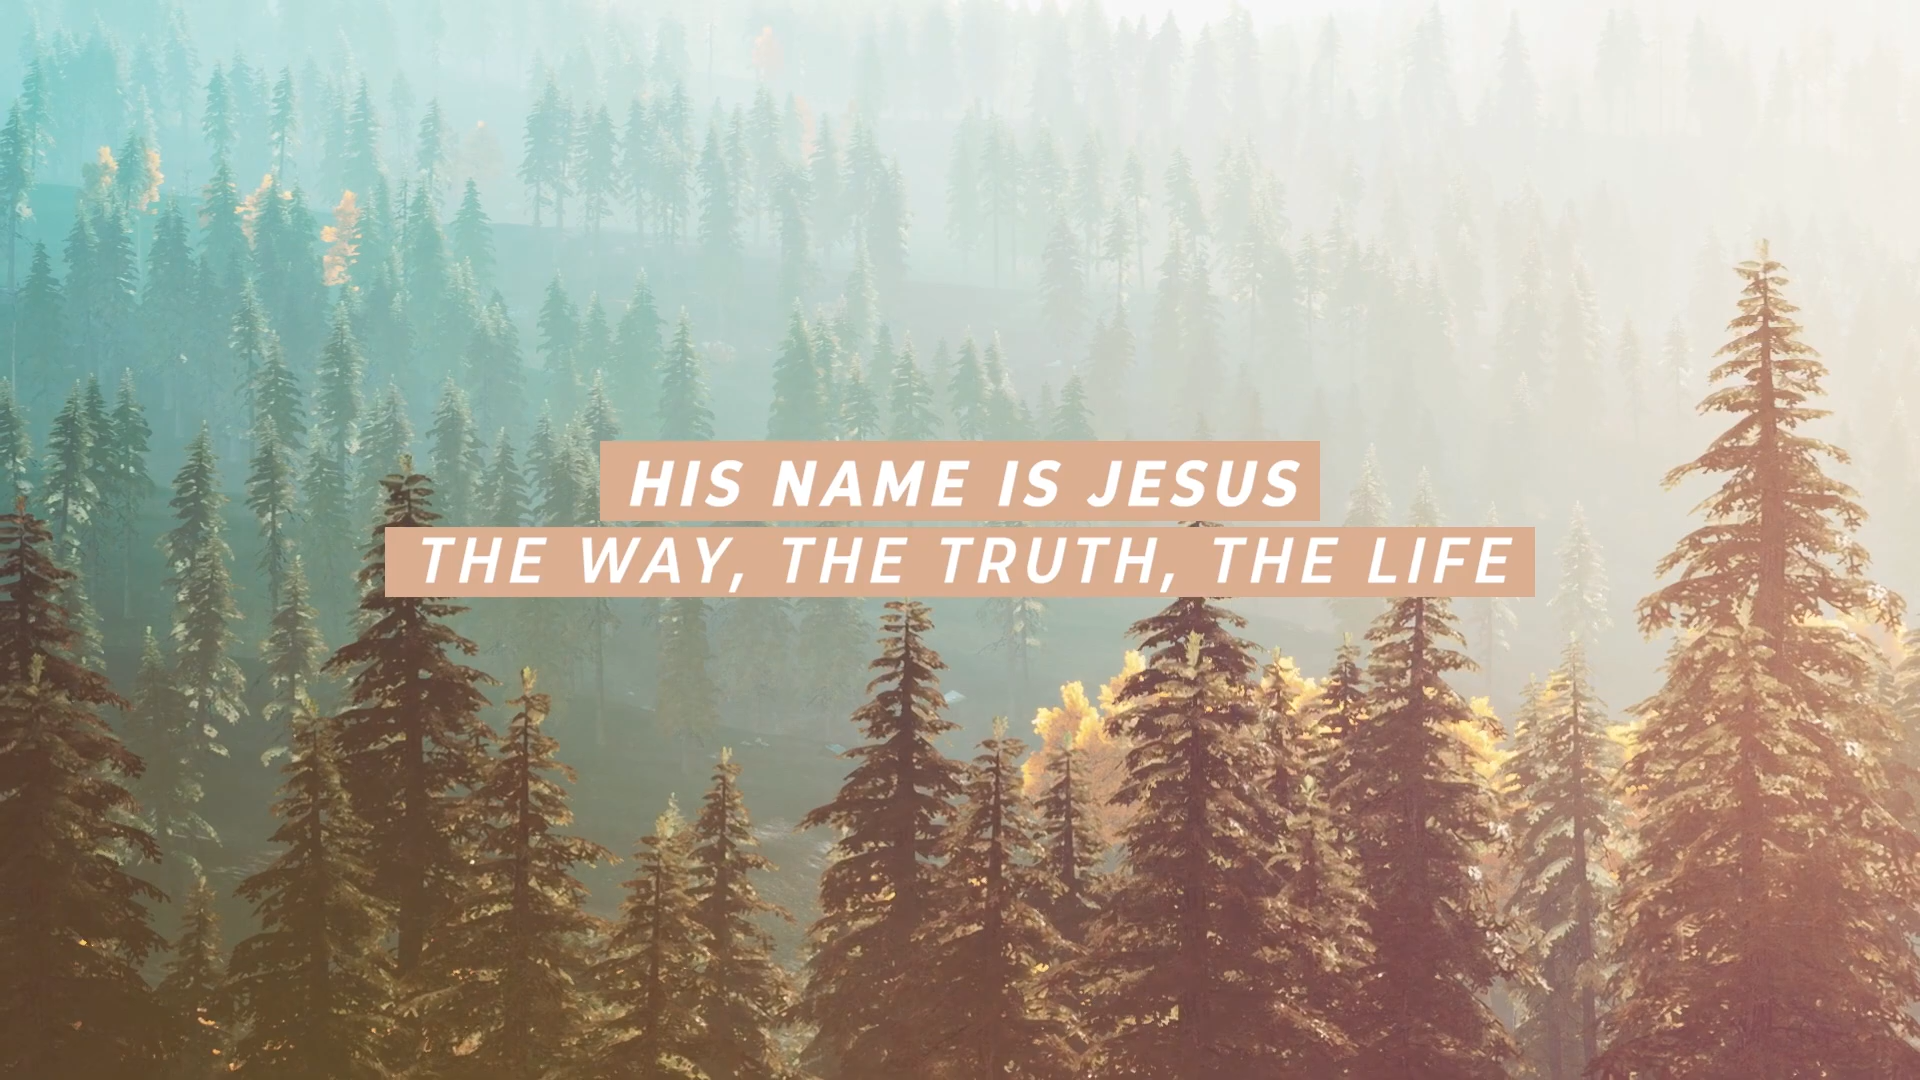 HIS NAME IS JESUS
THE WAY, THE TRUTH, THE LIFE